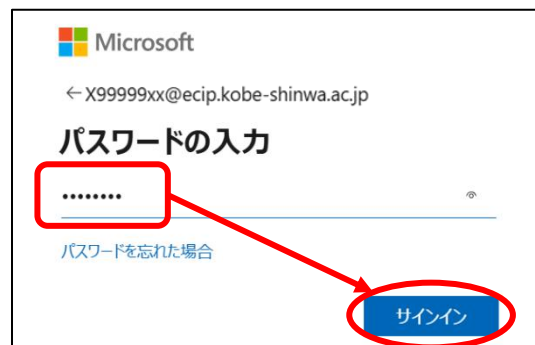 Microsoft
←X99999xx@ecip.kobe-shinwa.ac.jp
パスワードの入力
••••••••
パスワードを忘れた場合
サインイン